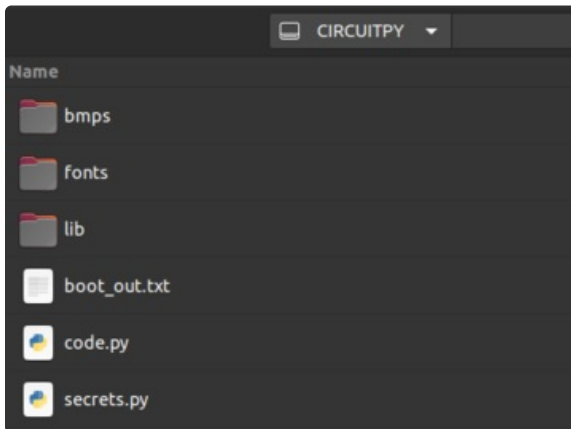 CIRCUITPY
Name
bmps
fonts
lib
boot_out.txt
code.py
secrets.py